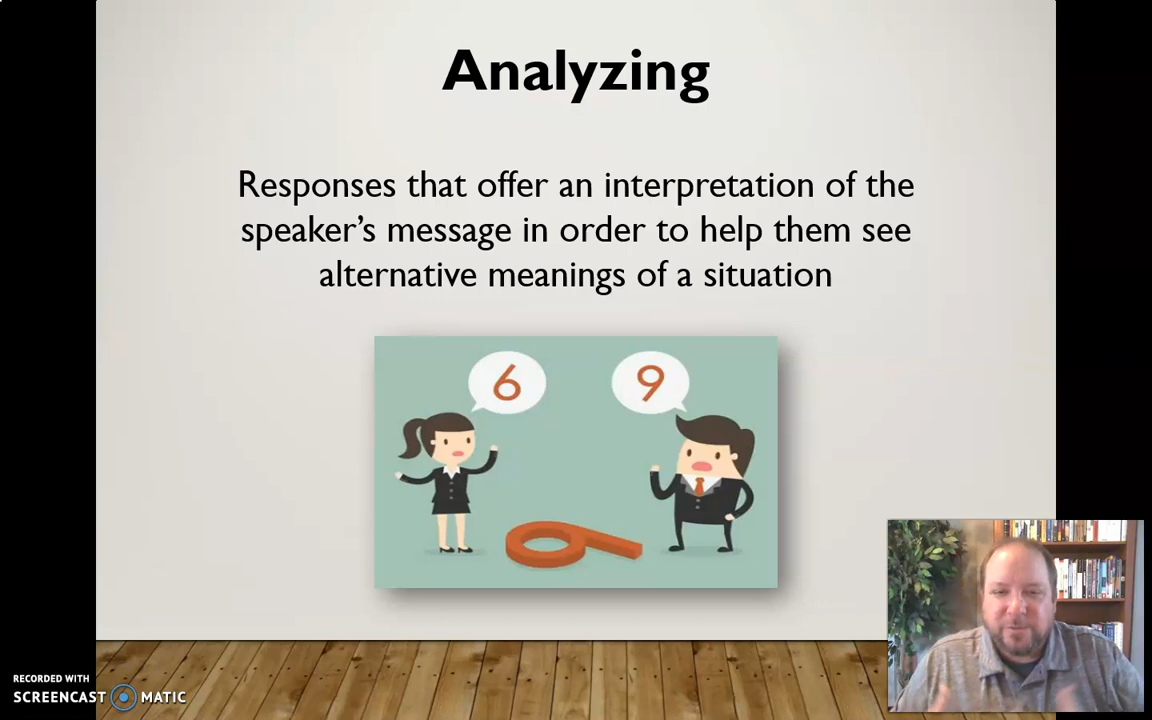 Analyzing
Responses that offer an interpretation of the
speaker’s message in order to help them see
alternative meanings of a situation
6
9
RECORDED WITH
SCREENCAST MATIC